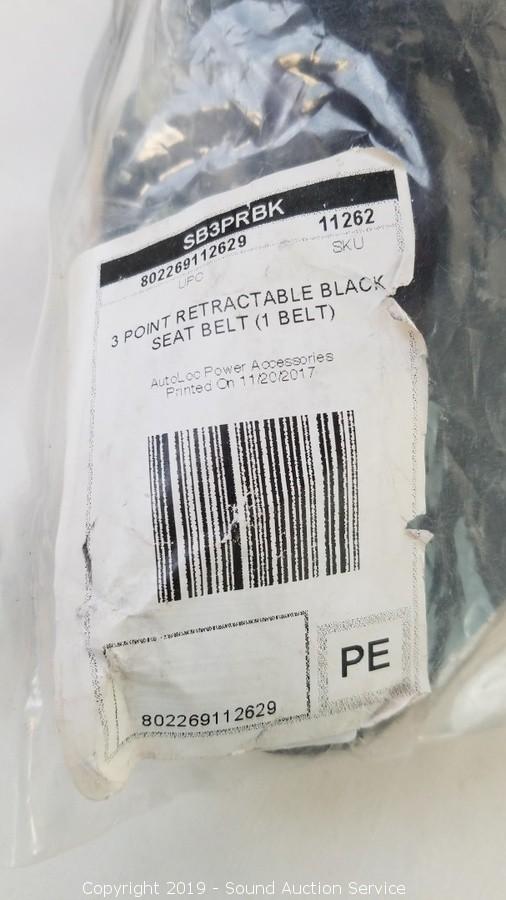 SB3PRBK
802269112629 11262
UPC SKU
3 POINT RETRACTABLE BLACK
SEAT BELT (1 BELT)
AutoLoc Power Accessories
Printed On 11/20/2017
PE
802269112629
Copyright 2019 - Sound Auction Service